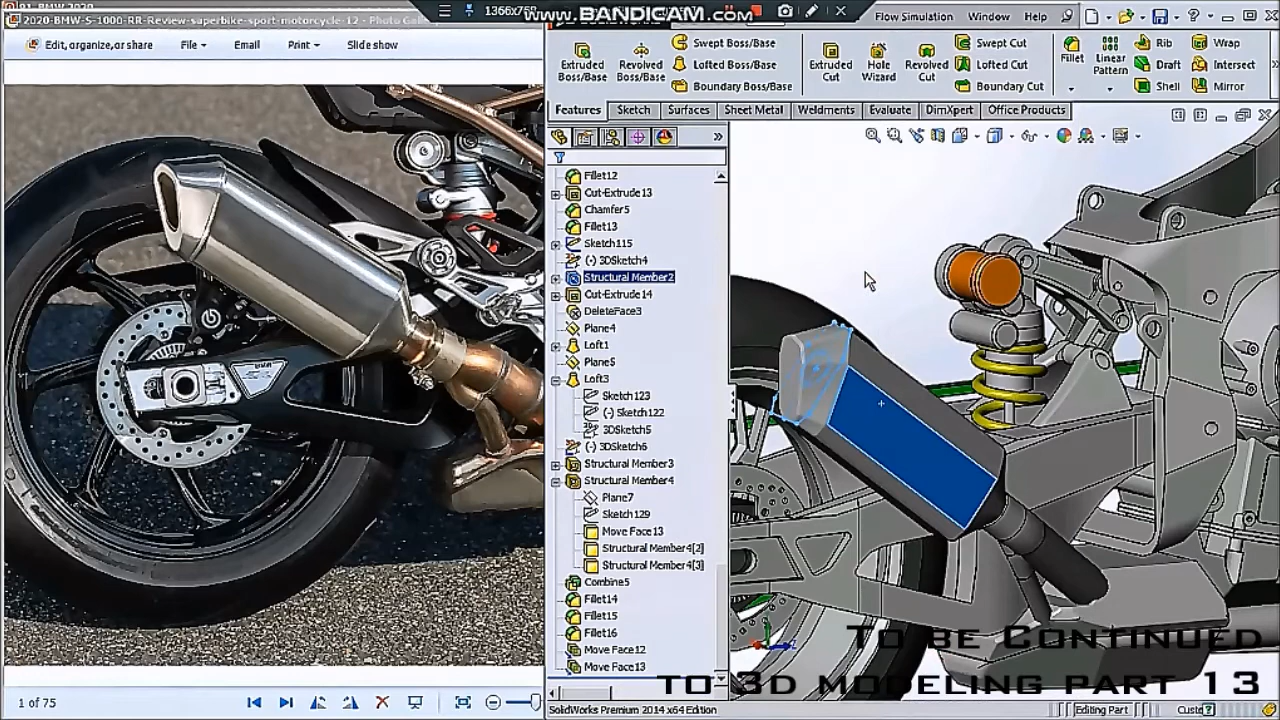 91-BMW 2020
2020-BMW-S-1000-RR-Review-superbike-sport-motorcycle-12 - Photo Gal
1366x768
www.BANDICAM.com
Edit, organize, or share
File
Email
Print
Slide show
Flow Simulation
Window
Help
Extruded Boss/Base
Revolved Boss/Base
Swept Boss/Base
Lofted Boss/Base
Boundary Boss/Base
Extruded Cut
Hole Wizard
Revolved Cut
Swept Cut
Lofted Cut
Boundary Cut
Fillet
Linear Pattern
Rib
Draft
Shell
Wrap
Intersect
Mirror
Features
Sketch
Surfaces
Sheet Metal
Weldments
Evaluate
DimXpert
Office Products
Fillet12
Cut-Extrude13
Chamfer5
Fillet13
Sketch115
(-) 3DSketch4
Structural Member2
Cut-Extrude14
DeleteFace3
Plane4
Loft1
Plane5
Loft3
Sketch123
(-) Sketch122
3DSketch5
(-) 3DSketch6
Structural Member3
Structural Member4
Plane7
Sketch129
Move Face13
Structural Member4[2]
Structural Member4[3]
Combine5
Fillet14
Fillet15
Fillet16
Move Face12
Move Face13
To be Continued
to 3D modeling part 13
1 of 75
SolidWorks Premium 2014 x64 Edition
Editing Part
Custo